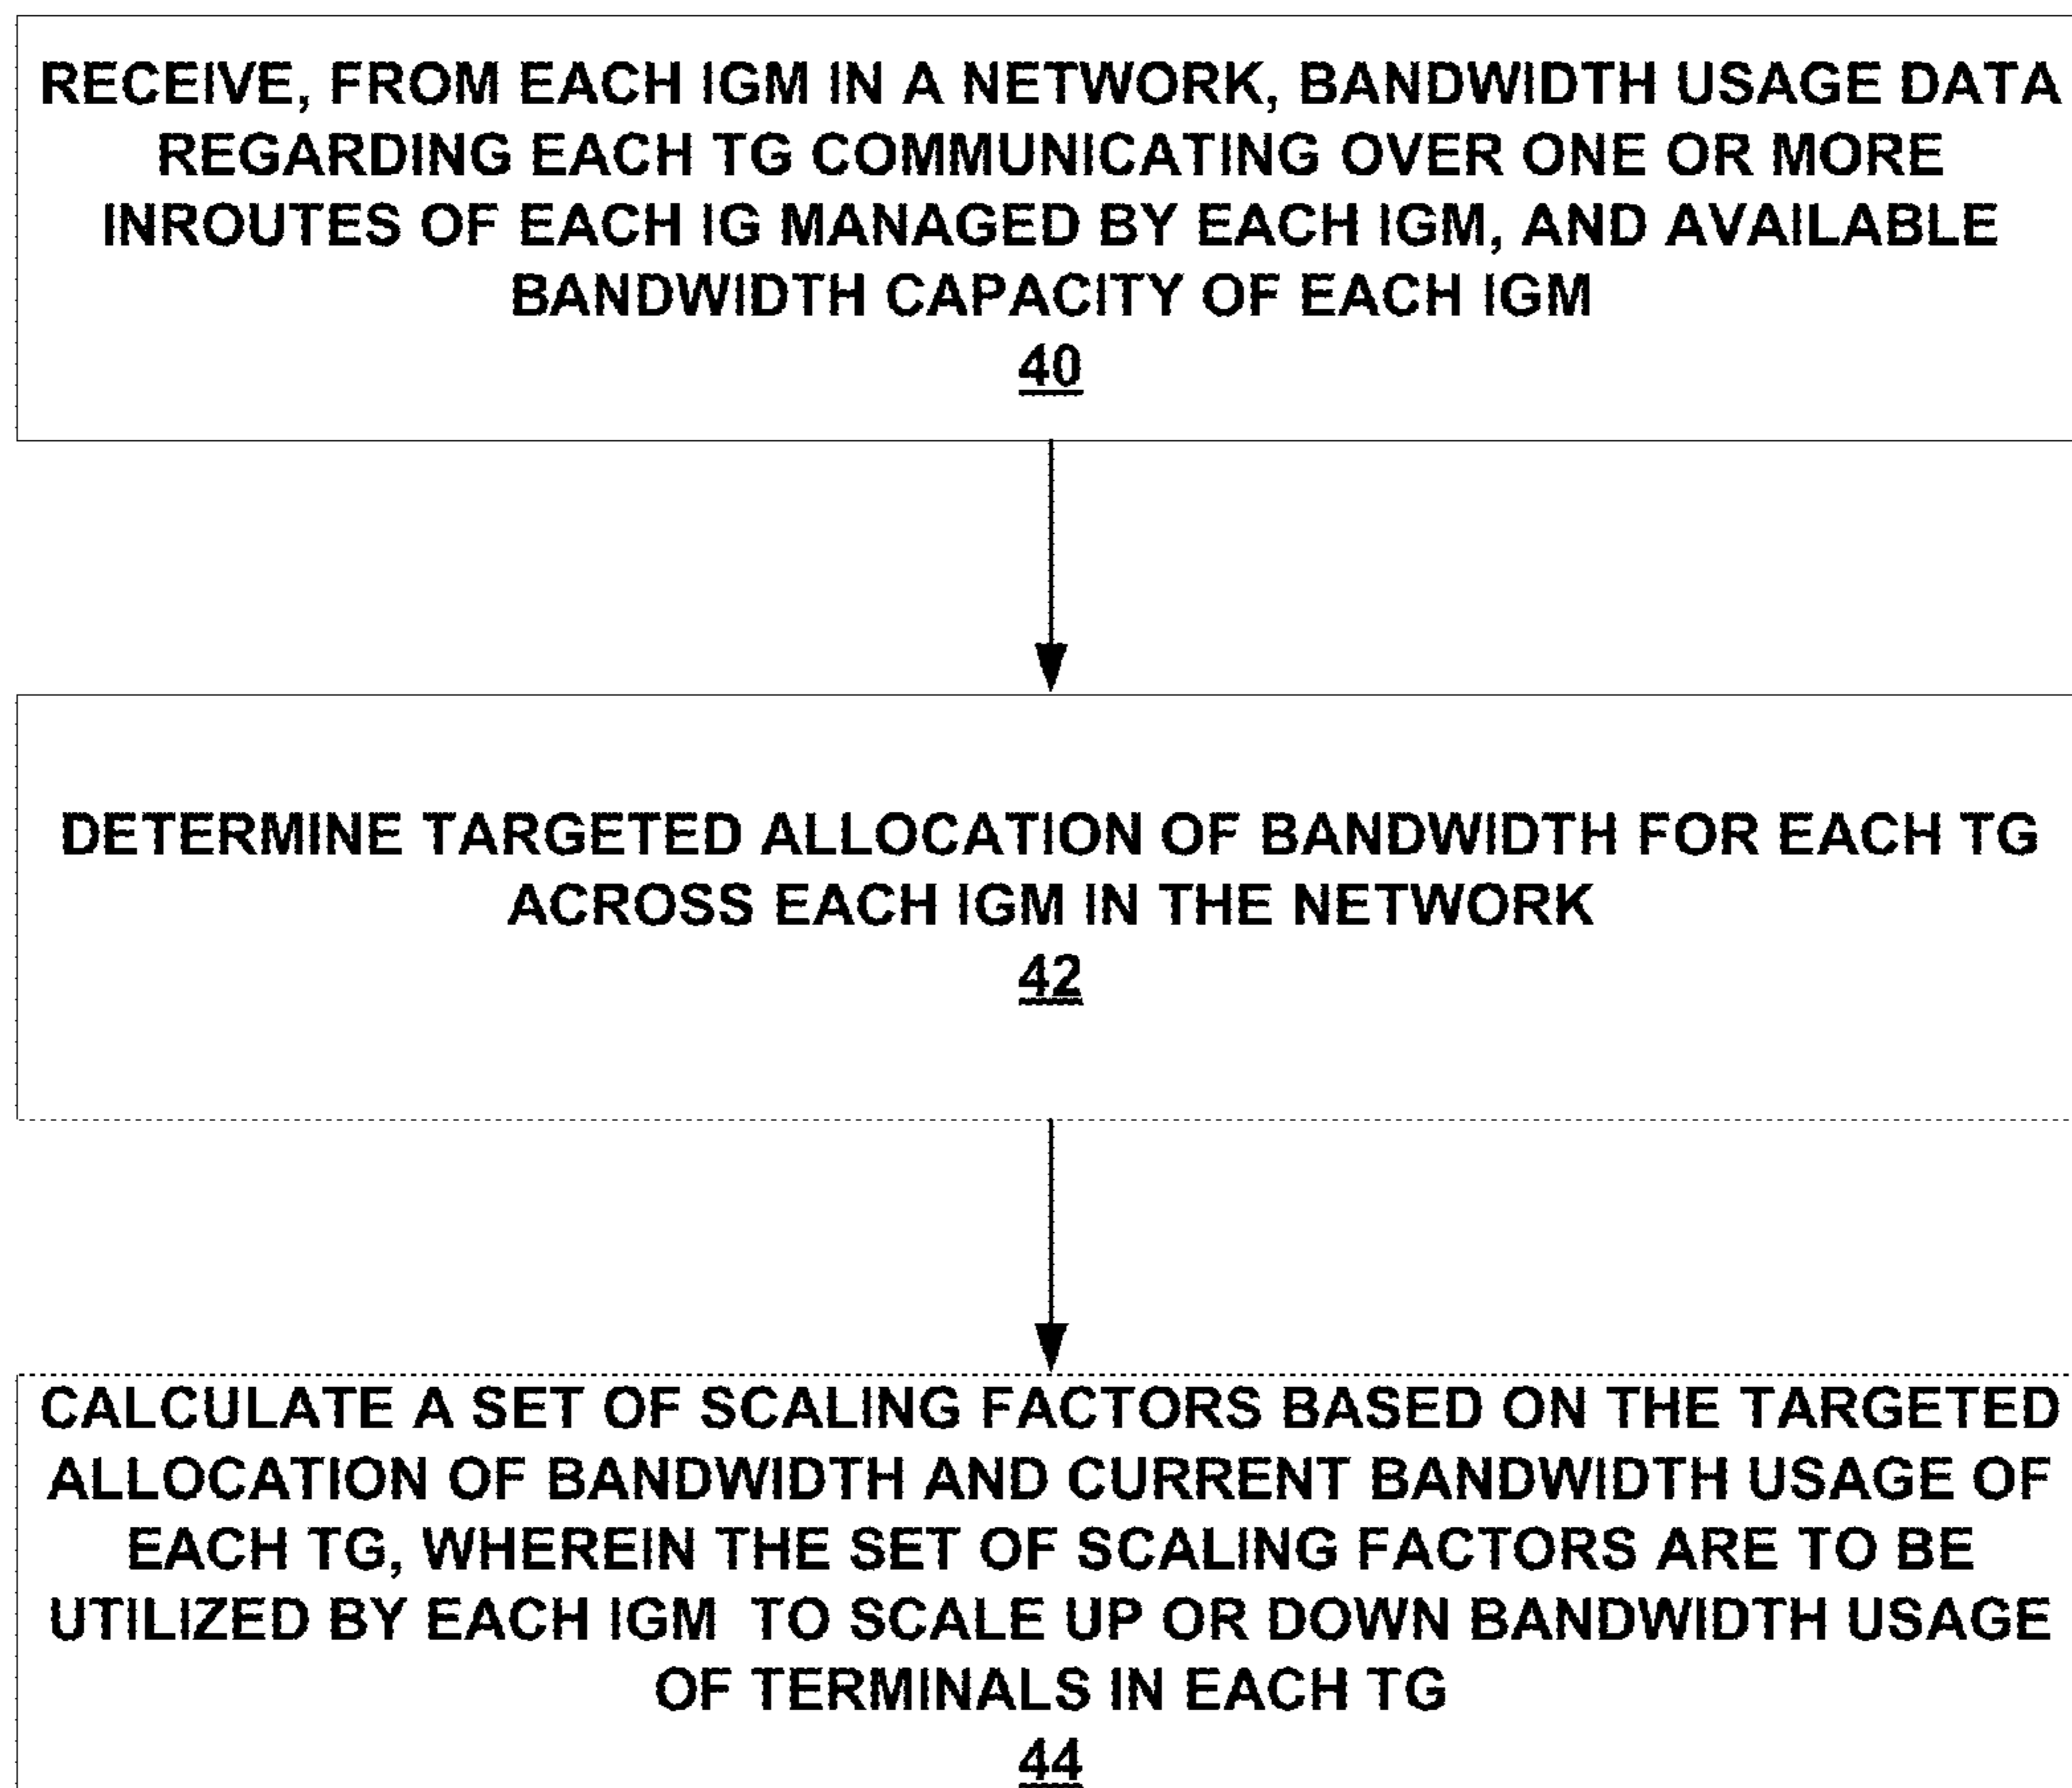 RECEIVE, FROM EACH IGM IN A NETWORK, BANDWIDTH USAGE DATA
REGARDING EACH TG COMMUNICATING OVER ONE OR MORE
INROUTES OF EACH IG MANAGED BY EACH IGM, AND AVAILABLE
BANDWIDTH CAPACITY OF EACH IGM
40
DETERMINE TARGETED ALLOCATION OF BANDWIDTH FOR EACH TG
ACROSS EACH IGM IN THE NETWORK
42
CALCULATE A SET OF SCALING FACTORS BASED ON THE TARGETED
ALLOCATION OF BANDWIDTH AND CURRENT BANDWIDTH USAGE OF
EACH TG, WHEREIN THE SET OF SCALING FACTORS ARE TO BE
UTILIZED BY EACH IGM TO SCALE UP OR DOWN BANDWIDTH USAGE
OF TERMINALS IN EACH TG
44